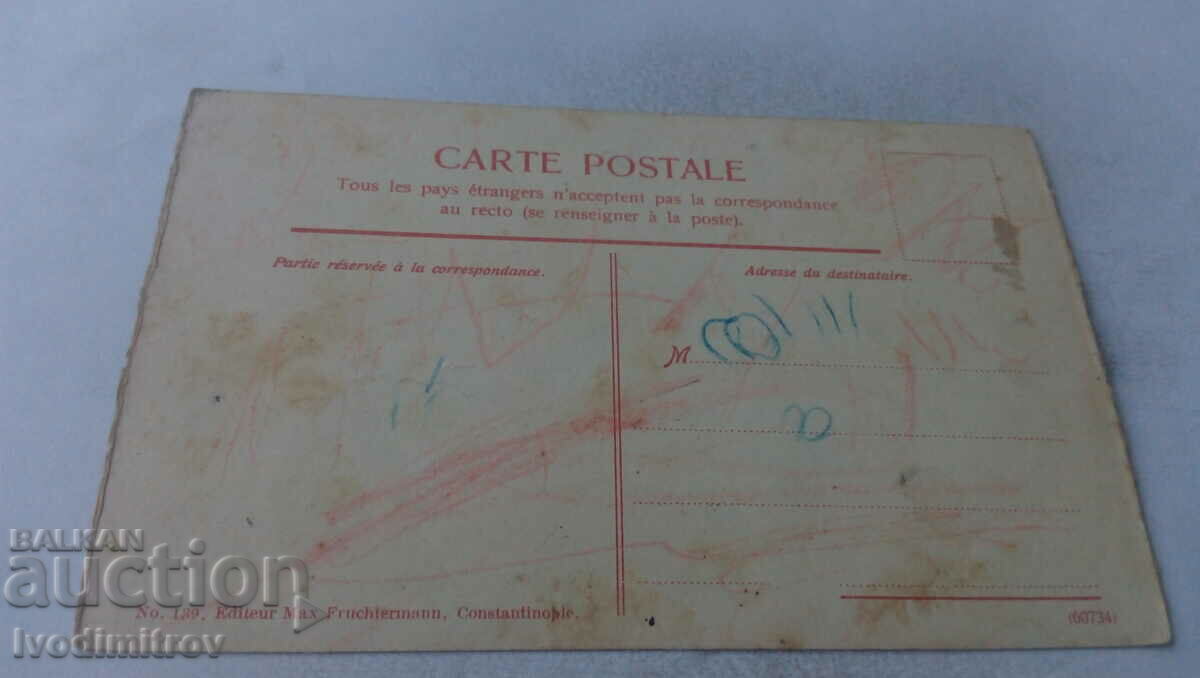 CARTE POSTALE
Tous les pays étrangers n'acceptent pas la correspondance
au recto (se renseigner à la poste).
Partie réservée à la correspondance.
Adresse du destinataire.
M
No. 139. Editeur Max Fruchtermann, Constantinople.
(60734)
BALKAN
auction
Ivodimitrov